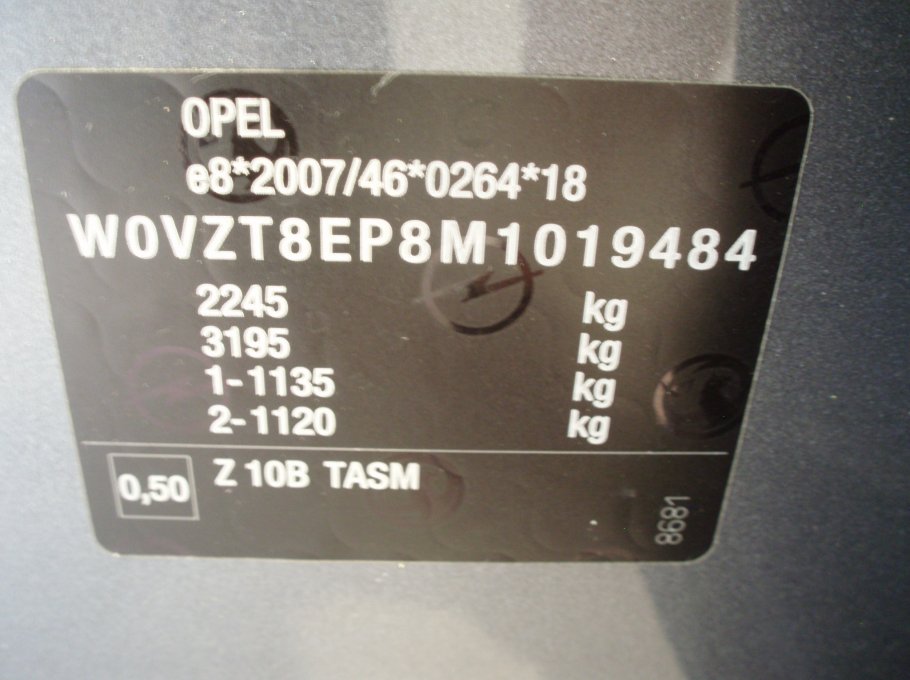 OPEL
e8*2007/46*0264*18
W0VZT8EP8M1019484
2245 kg
3195 kg
1-1135 kg
2-1120 kg
0,50 Z 10B TASM
8681